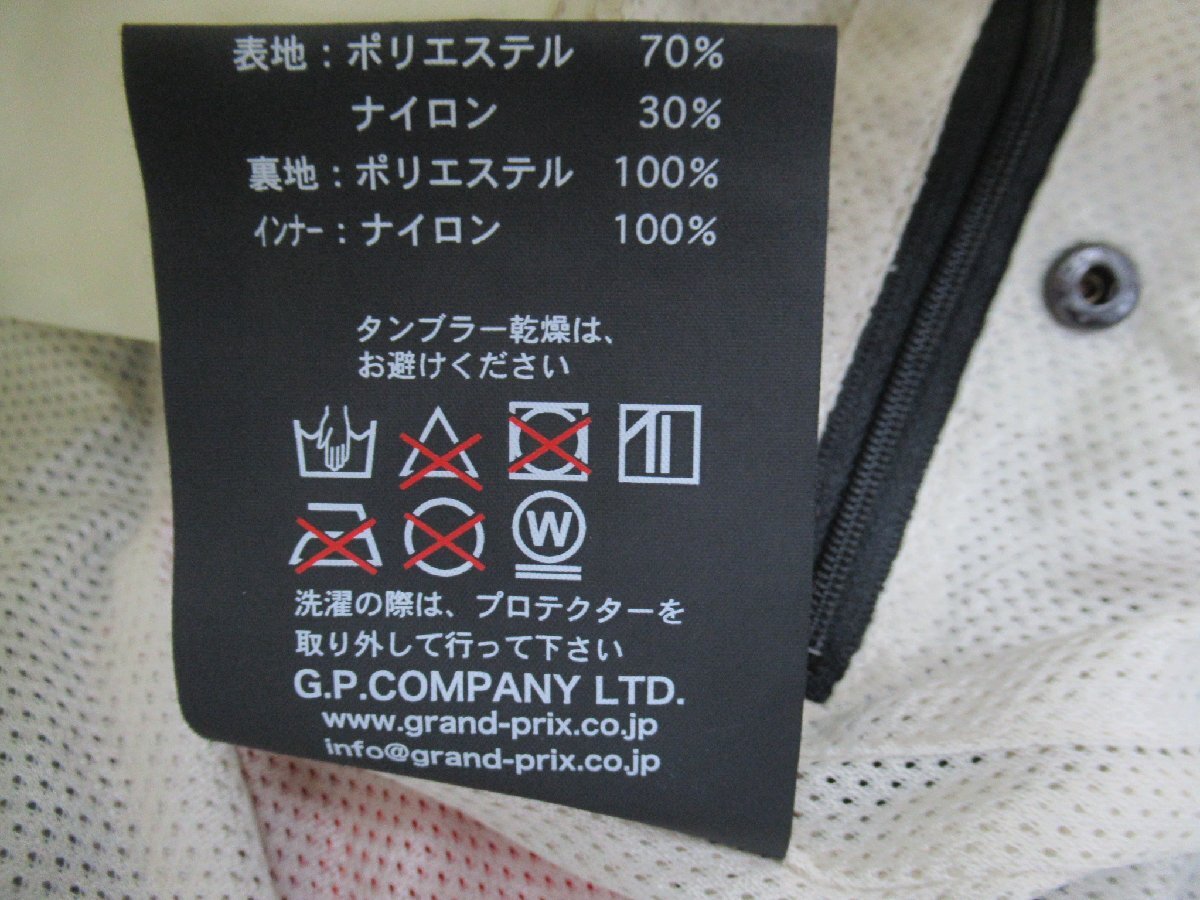 表地：ポリエステル 70%
ナイロン 30%
裏地：ポリエステル 100%
インナー：ナイロン 100%
タンブラー乾燥は、
お避けください
W
洗濯の際は、プロテクターを
取り外して行って下さい
G.P.COMPANY LTD.
www.grand-prix.co.jp
info@grand-prix.co.jp